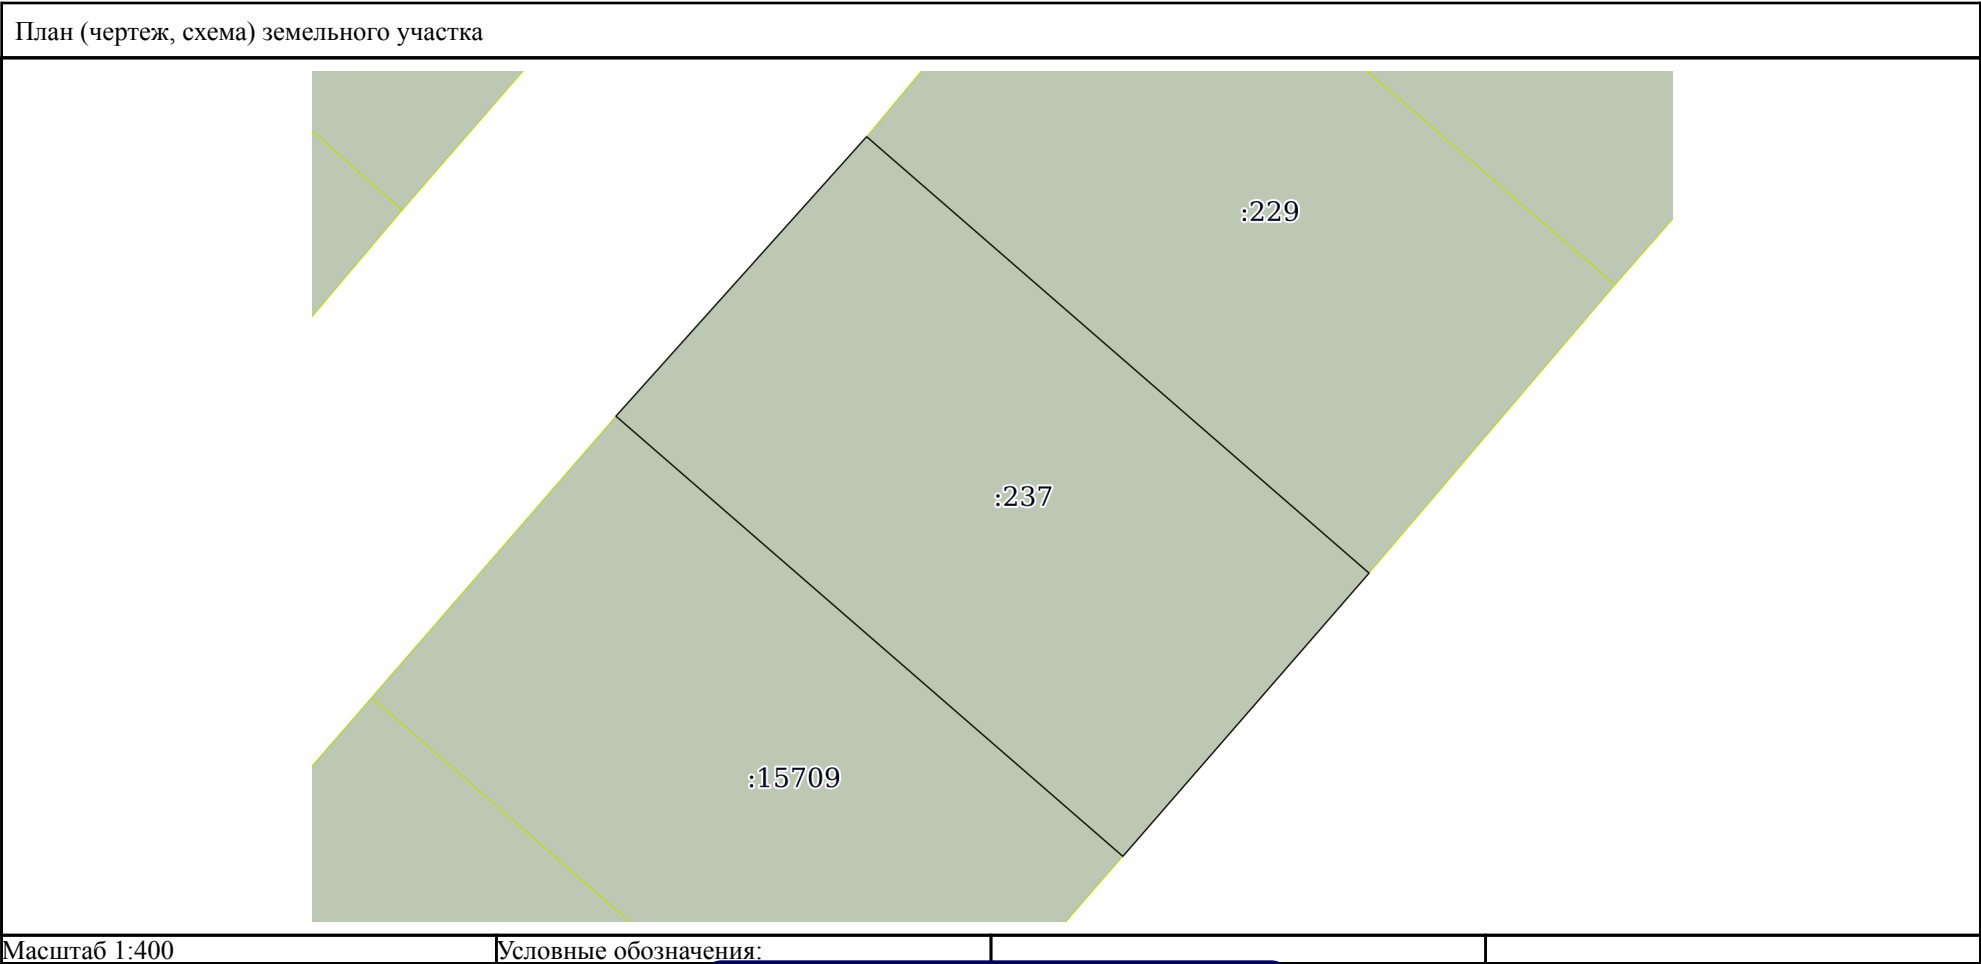 План (чертеж, схема) земельного участка
:229
:237
:15709
Масштаб 1:400
Условные обозначения: